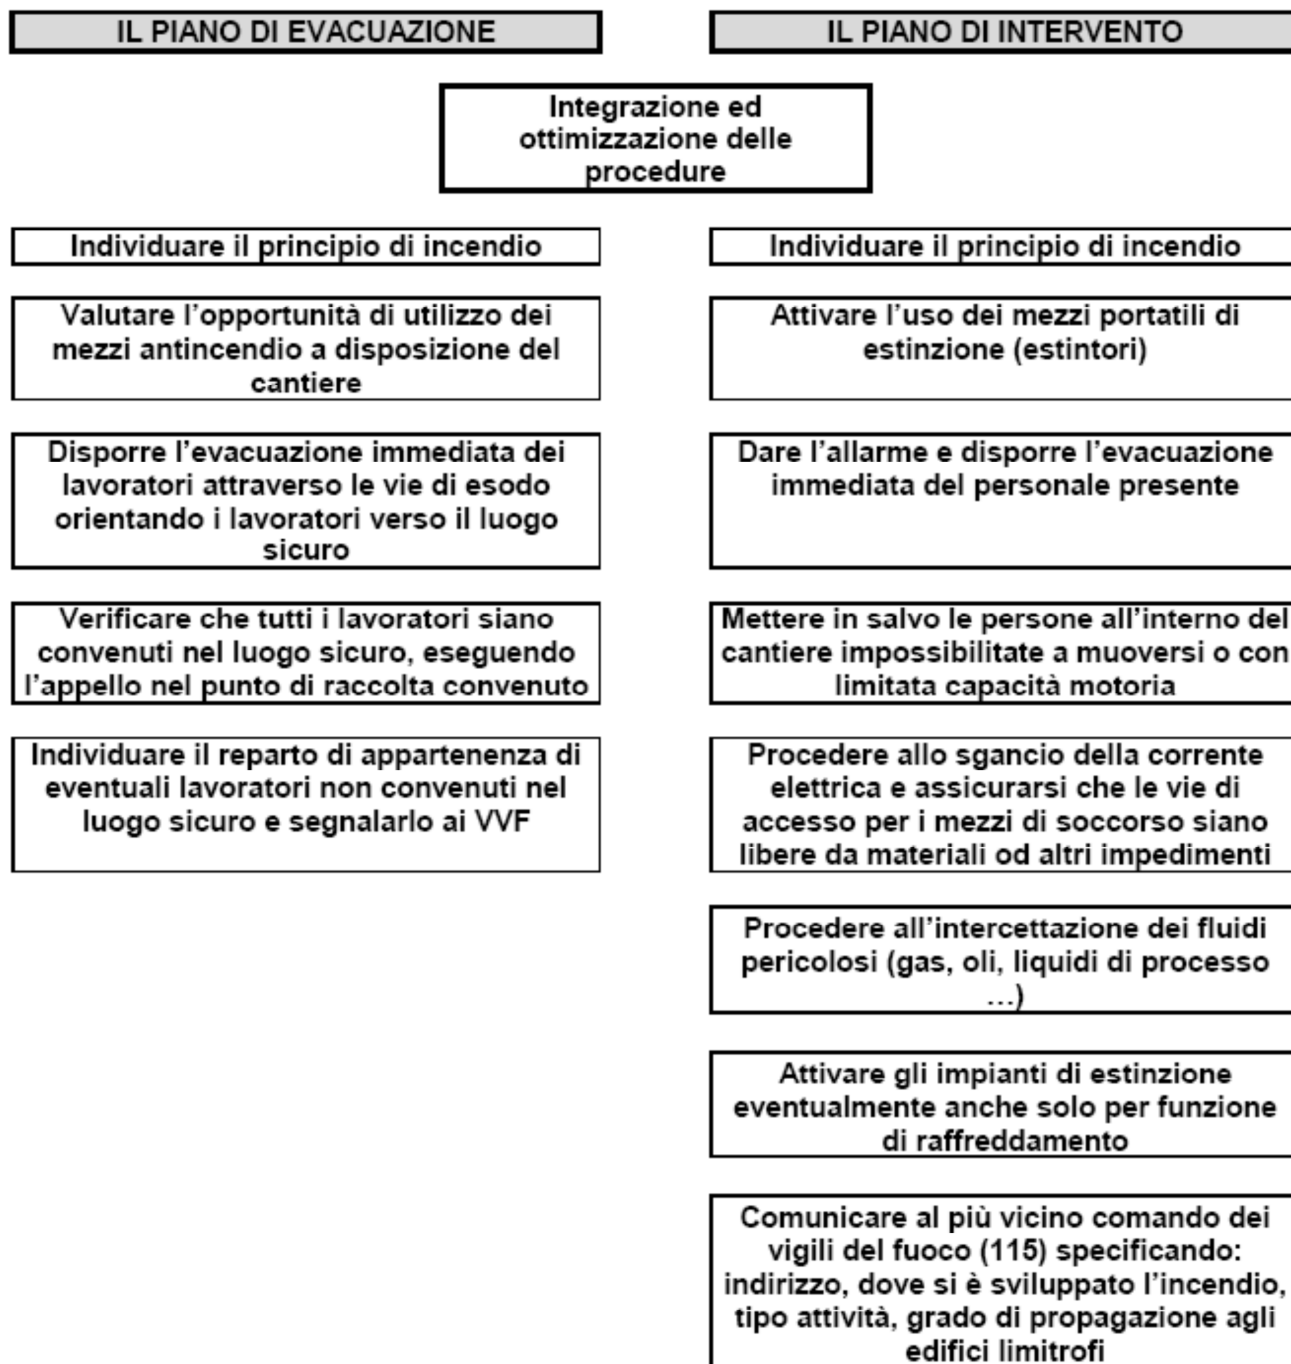 IL PIANO DI EVACUAZIONE
IL PIANO DI INTERVENTO
Integrazione ed
ottimizzazione delle
procedure
Individuare il principio di incendio
Individuare il principio di incendio
Valutare l'opportunità di utilizzo dei
mezzi antincendio a disposizione del
cantiere
Attivare l'uso dei mezzi portatili di
estinzione (estintori)
Disporre l'evacuazione immediata dei
lavoratori attraverso le vie di esodo
orientando i lavoratori verso il luogo
sicuro
Dare l'allarme e disporre l'evacuazione
immediata del personale presente
Verificare che tutti i lavoratori siano
convenuti nel luogo sicuro, eseguendo
l'appello nel punto di raccolta convenuto
Mettere in salvo le persone all'interno del
cantiere impossibilitate a muoversi o con
limitata capacità motoria
Individuare il reparto di appartenenza di
eventuali lavoratori non convenuti nel
luogo sicuro e segnalarlo ai VVF
Procedere allo sgancio della corrente
elettrica e assicurarsi che le vie di
accesso per i mezzi di soccorso siano
libere da materiali od altri impedimenti
Procedere all'intercettazione dei fluidi
pericolosi (gas, oli, liquidi di processo
…)
Attivare gli impianti di estinzione
eventualmente anche solo per funzione
di raffreddamento
Comunicare al più vicino comando dei
vigili del fuoco (115) specificando:
indirizzo, dove si è sviluppato l'incendio,
tipo attività, grado di propagazione agli
edifici limitrofi